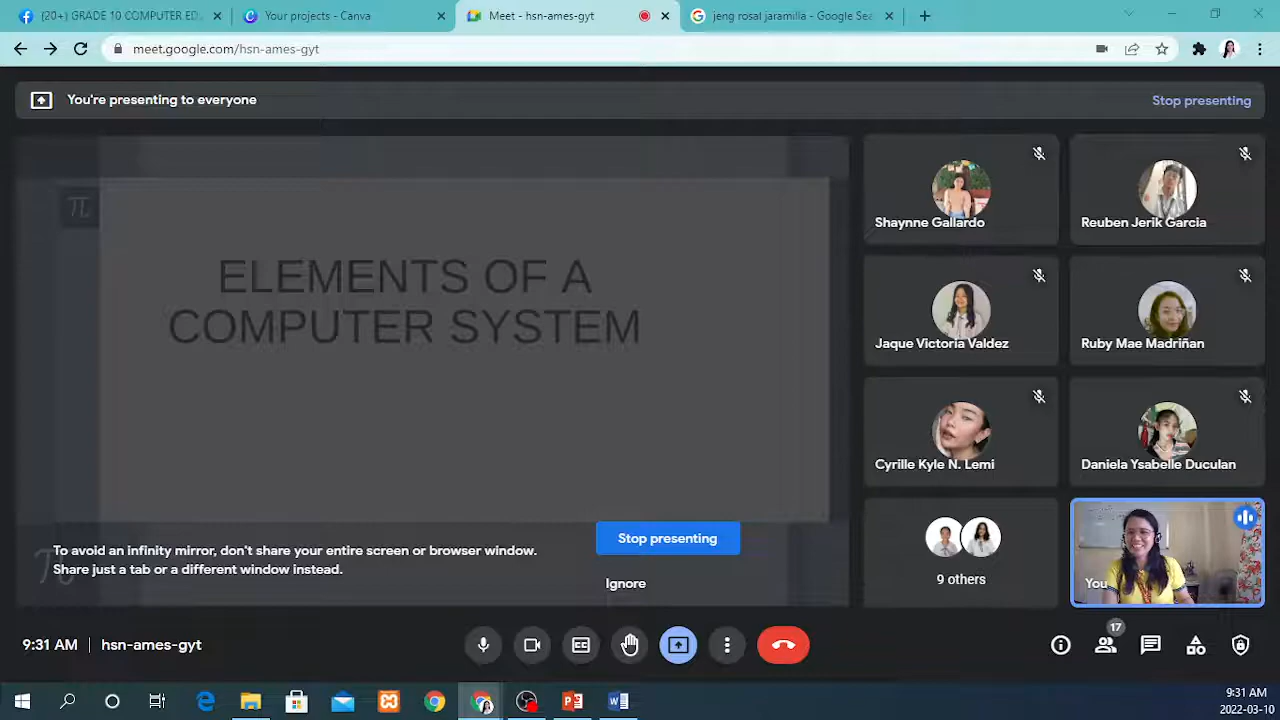 (20+) GRADE 10 COMPUTER ED
Your projects - Canva
Meet - hsn-ames-gyt
jeng rosal jaramilla - Google Sea
meet.google.com/hsn-ames-gyt
You're presenting to everyone
Stop presenting
π
ELEMENTS OF A
COMPUTER SYSTEM
To avoid an infinity mirror, don't share your entire screen or browser window.
Share just a tab or a different window instead.
Stop presenting
Ignore
Shaynne Gallardo
Reuben Jerik Garcia
Jaque Victoria Valdez
Ruby Mae Madriñan
Cyrille Kyle N. Lemi
Daniela Ysabelle Duculan
9 others
You
9:31 AM | hsn-ames-gyt
17
9:31 AM
2022-03-10